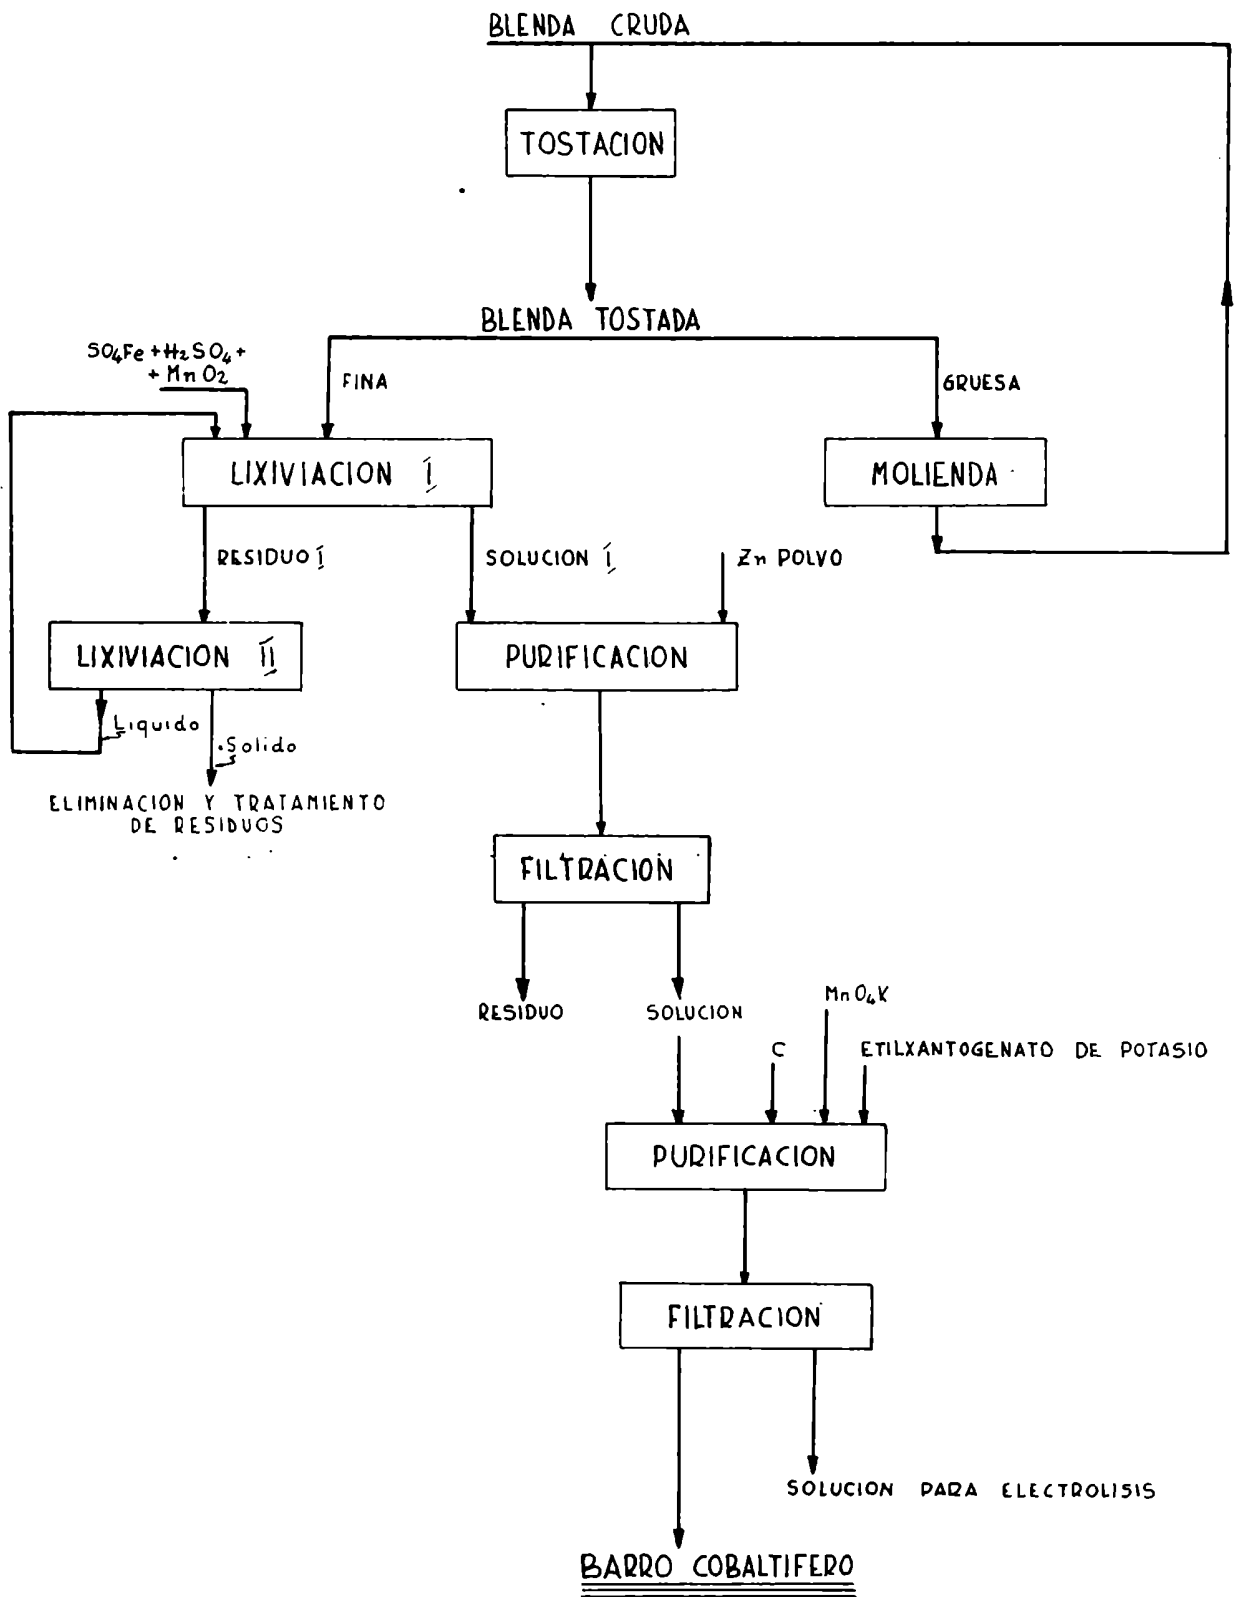 BLENDA CRUDA
TOSTACION
BLENDA TOSTADA
SO₄Fe + H₂SO₄ +
+ MnO₂
FINA
GRUESA
LIXIVIACION I
MOLIENDA
RESIDUO I
SOLUCION I
Zn POLVO
LIXIVIACION II
PURIFICACION
Liquido
Solido
ELIMINACION Y TRATAMIENTO
DE RESIDUOS
FILTRACION
RESIDUO
SOLUCION
MnO₄K
C
ETILXANTOGENATO DE POTASIO
PURIFICACION
FILTRACION
SOLUCION PARA ELECTROLISIS
BARRO COBALTIFERO